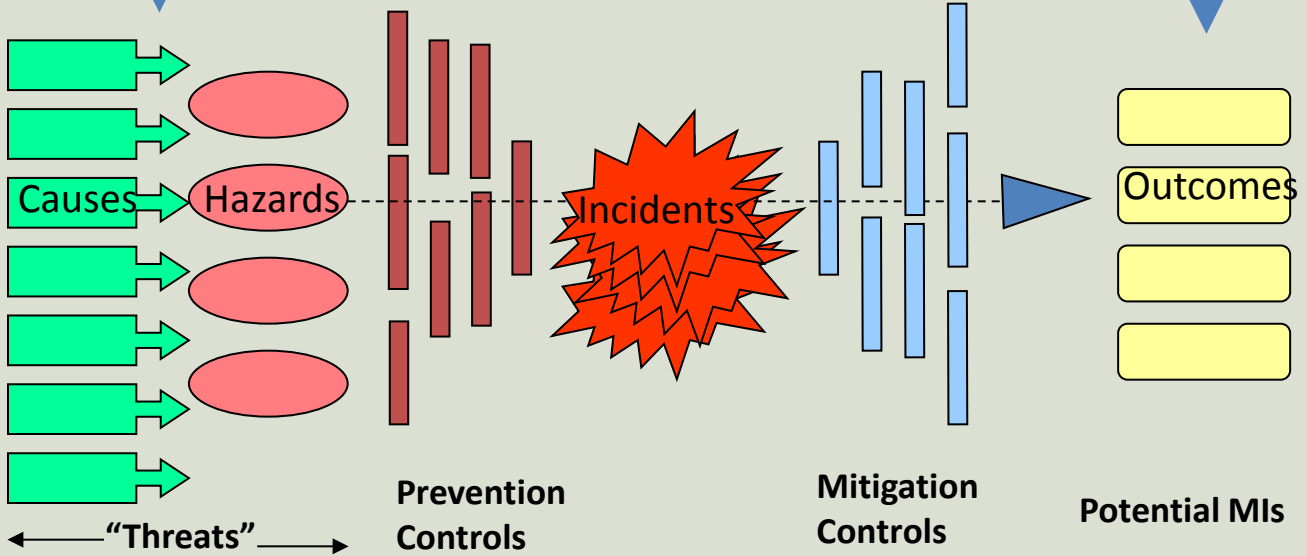 Causes
Hazards
Incidents
Outcomes
“Threats”
Prevention
Controls
Mitigation
Controls
Potential MIs